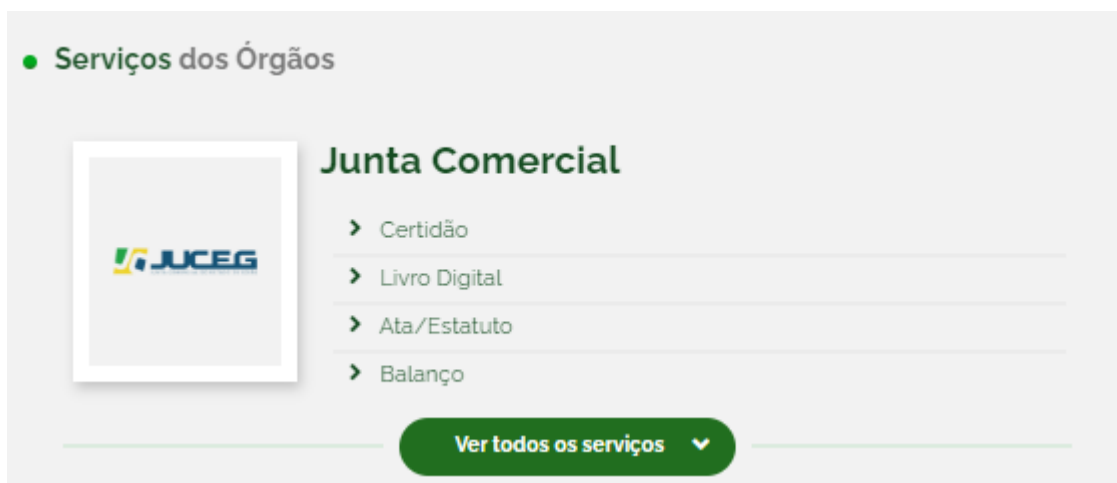 Serviços dos Órgãos
Junta Comercial
JUCEG
Certidão
Livro Digital
Ata/Estatuto
Balanço
Ver todos os serviços